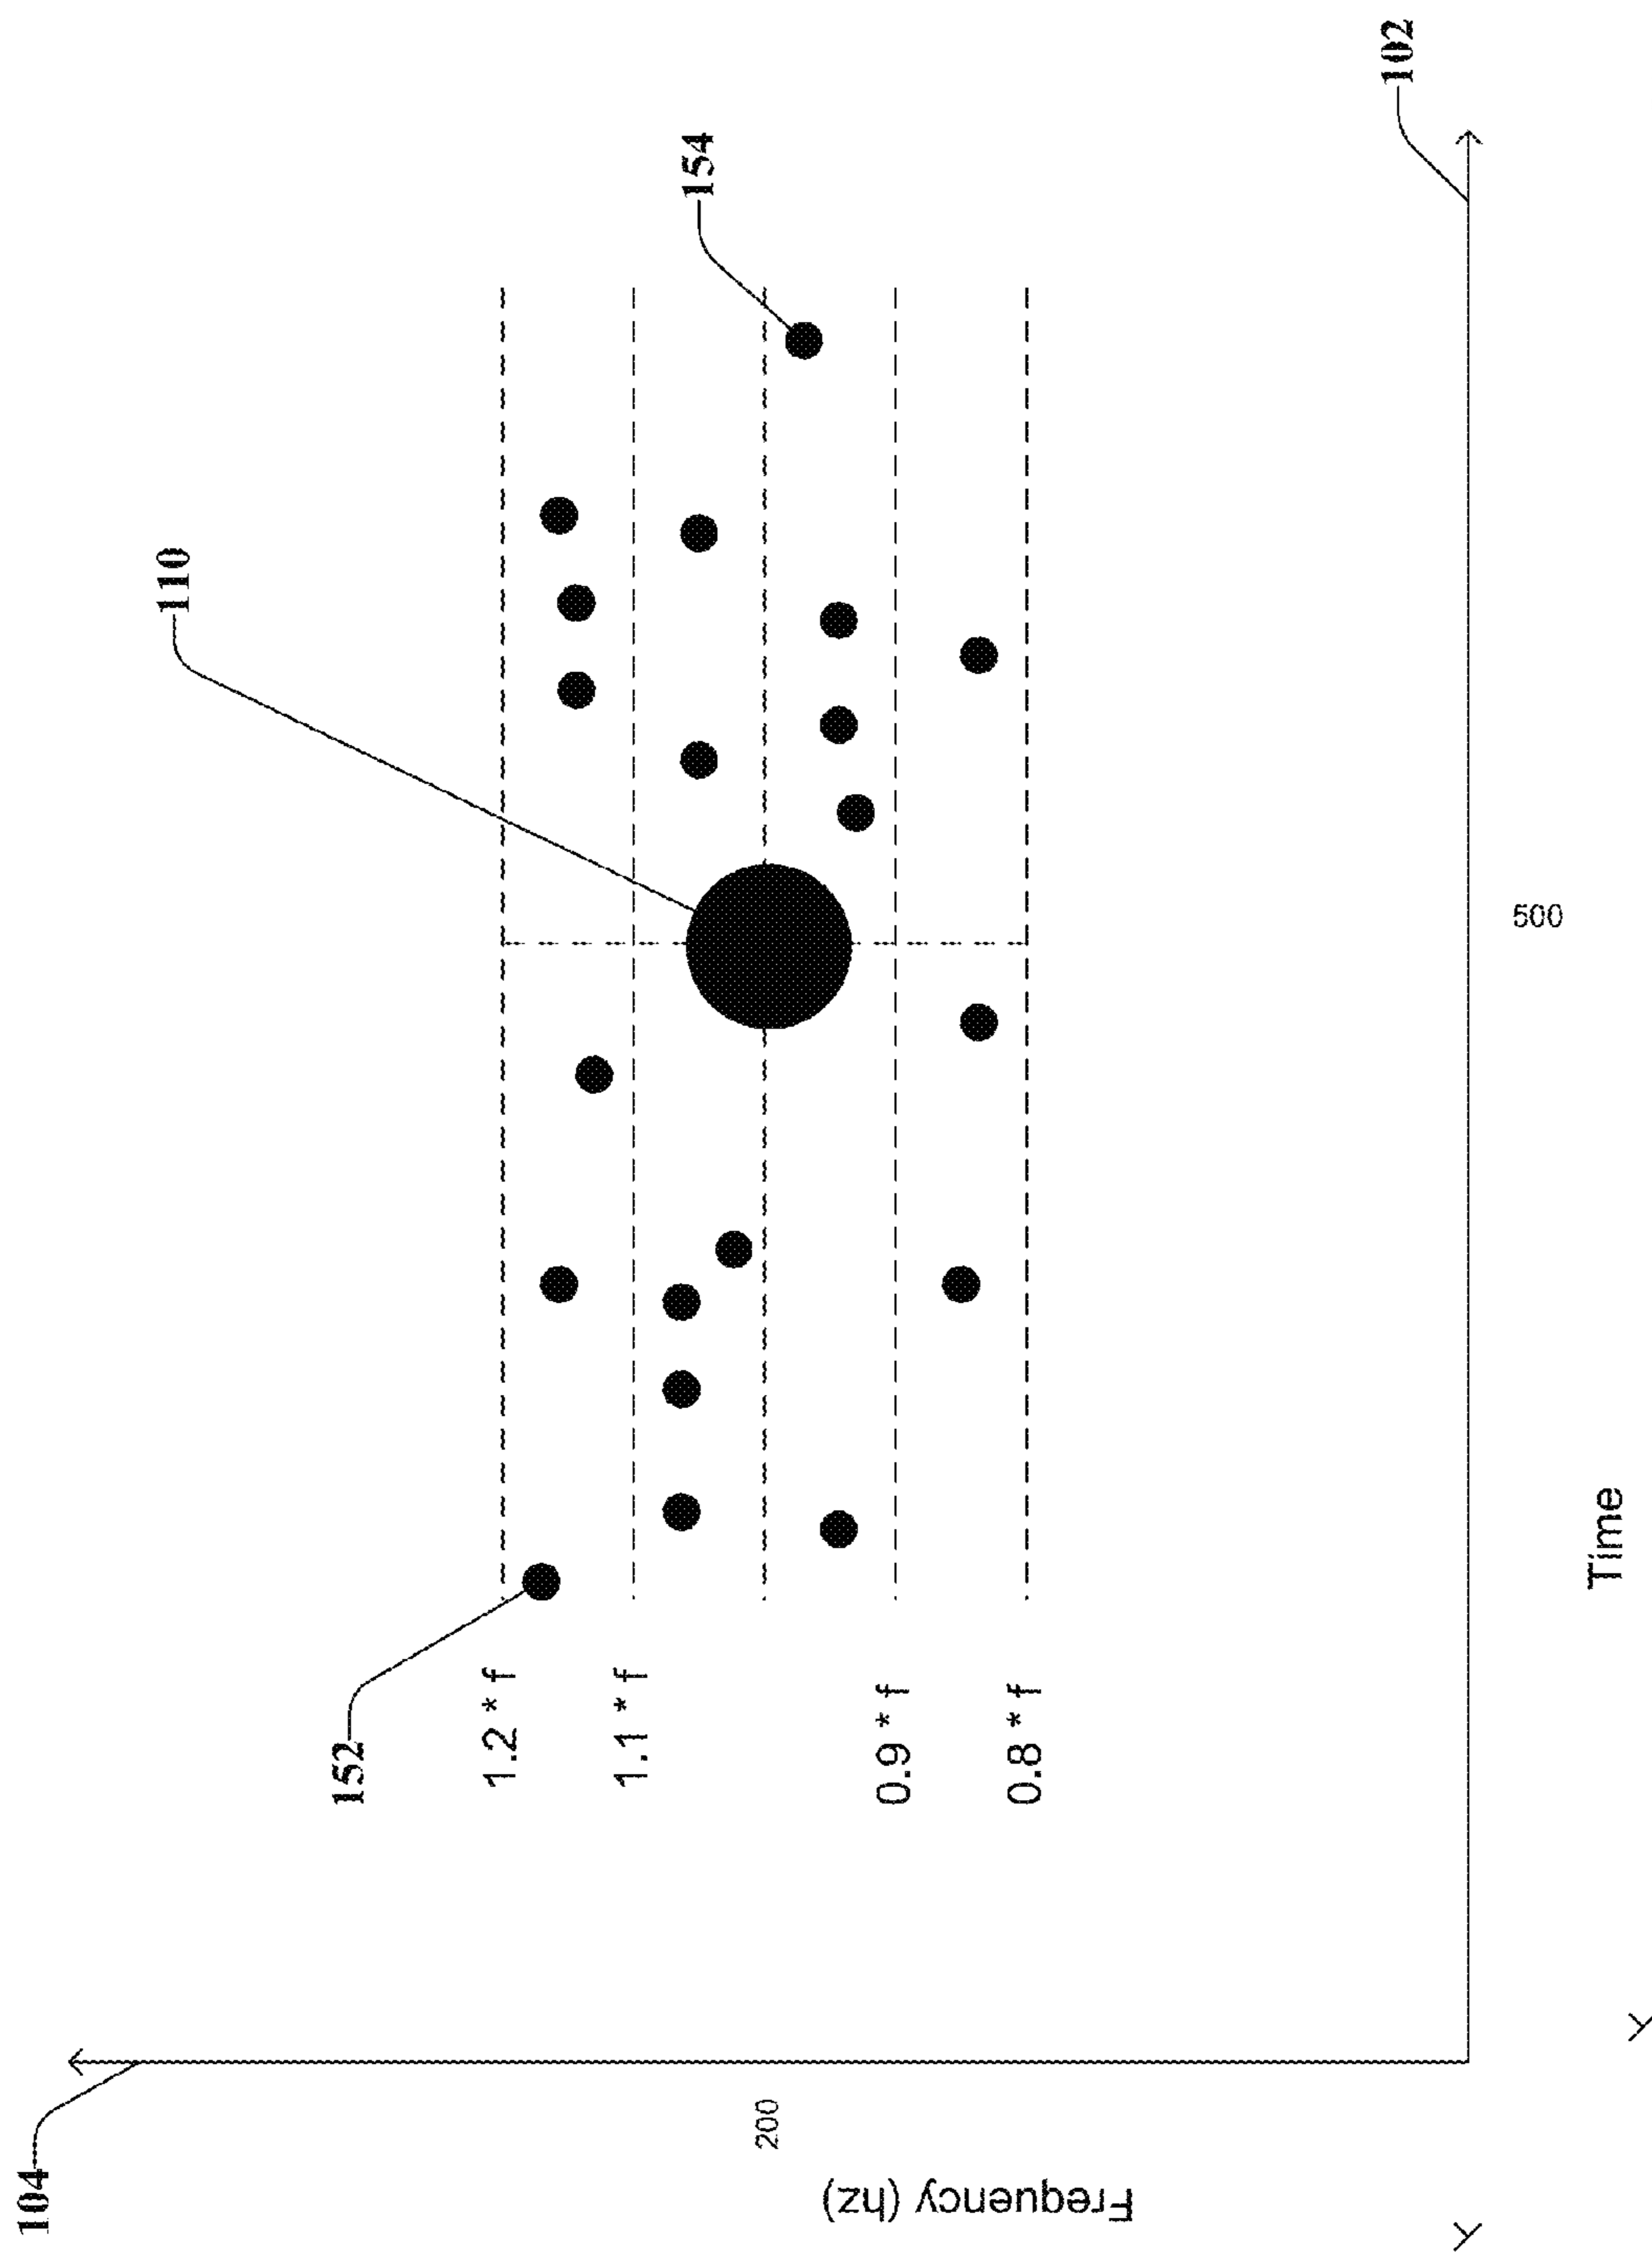 104
110
102
154
152
1.2 * f
1.1 * f
200
0.9 * f
0.8 * f
Frequency (hz)
500
Time